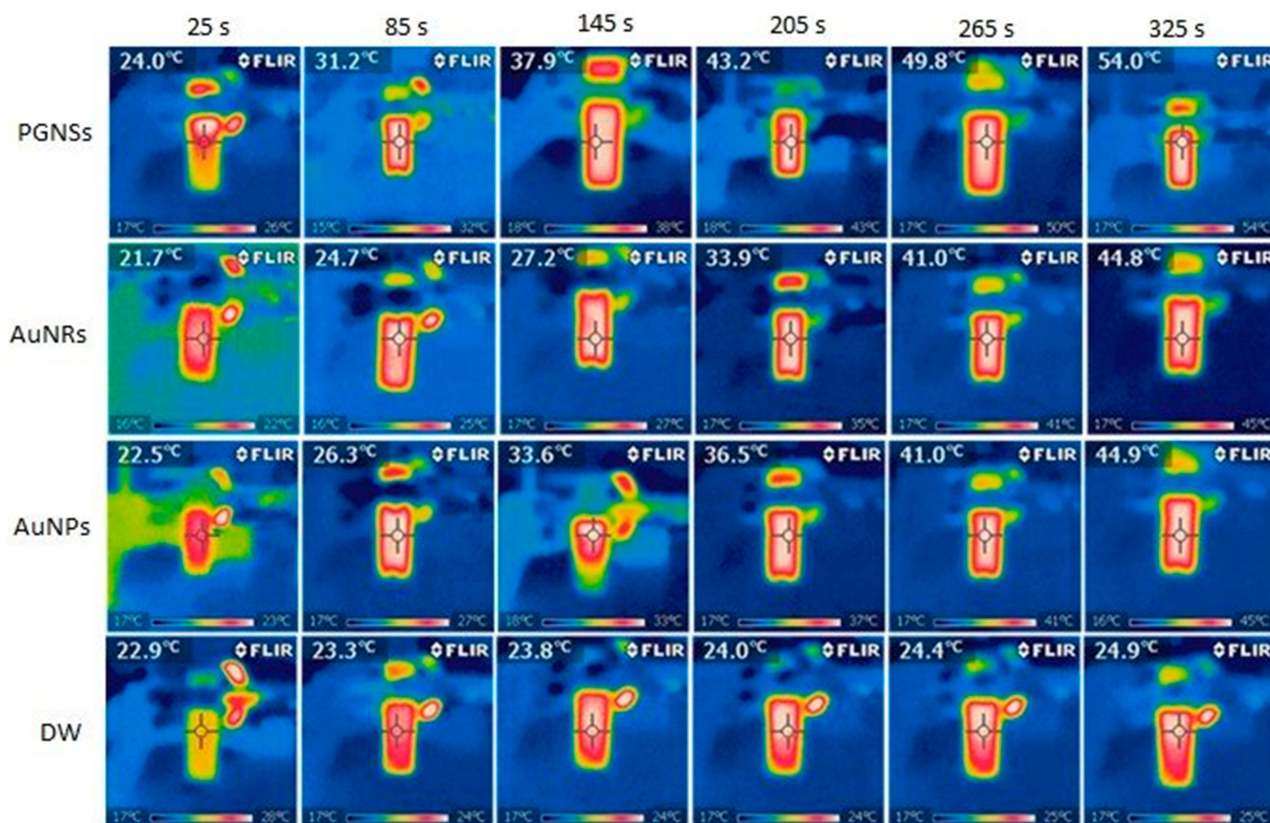 25 s 85 s 145 s 205 s 265 s 325 s
PGNSs
24.0°C FLIR 31.2°C FLIR 37.9°C FLIR 43.2°C FLIR 49.8°C FLIR 54.0°C FLIR
17°C 26°C 15°C 32°C 18°C 38°C 18°C 43°C 17°C 50°C 17°C 54°C
AuNRs
21.7°C FLIR 24.7°C FLIR 27.2°C FLIR 33.9°C FLIR 41.0°C FLIR 44.8°C FLIR
16°C 22°C 16°C 25°C 17°C 27°C 17°C 35°C 17°C 41°C 17°C 45°C
AuNPs
22.5°C FLIR 26.3°C FLIR 33.6°C FLIR 36.5°C FLIR 41.0°C FLIR 44.9°C FLIR
17°C 23°C 17°C 27°C 18°C 33°C 17°C 37°C 17°C 41°C 16°C 45°C
DW
22.9°C FLIR 23.3°C FLIR 23.8°C FLIR 24.0°C FLIR 24.4°C FLIR 24.9°C FLIR
17°C 28°C 17°C 24°C 17°C 24°C 17°C 24°C 17°C 25°C 17°C 25°C